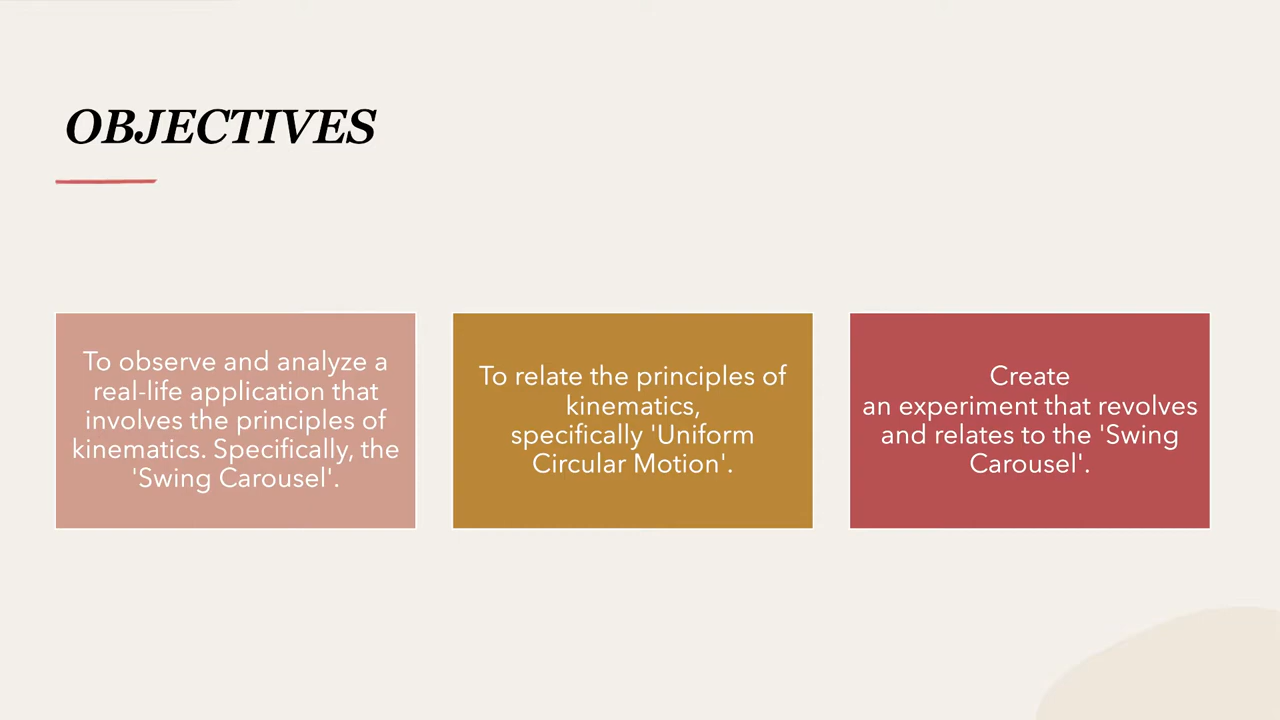 OBJECTIVES
To observe and analyze a
real-life application that
involves the principles of
kinematics. Specifically, the
'Swing Carousel'.
To relate the principles of
kinematics,
specifically 'Uniform
Circular Motion'.
Create
an experiment that revolves
and relates to the 'Swing
Carousel'.